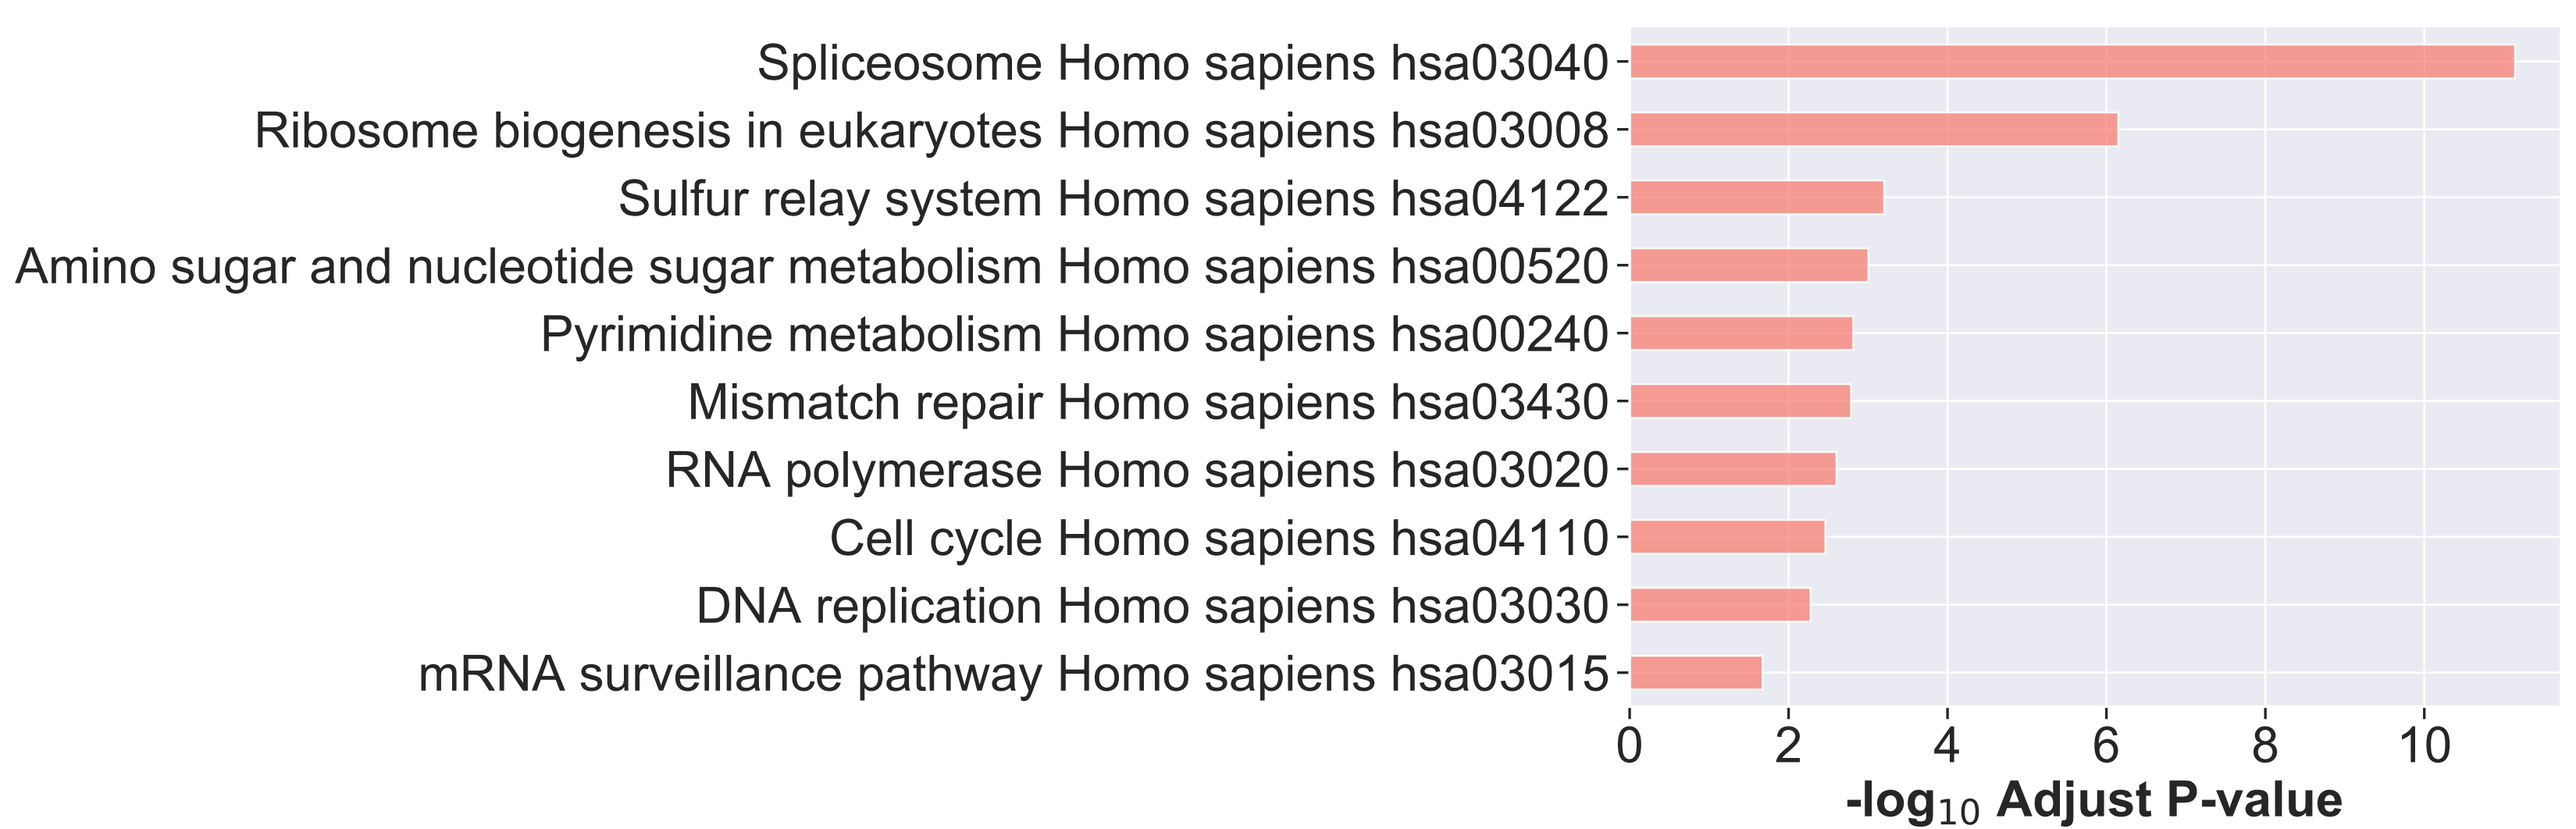 Spliceosome Homo sapiens hsa03040
Ribosome biogenesis in eukaryotes Homo sapiens hsa03008
Sulfur relay system Homo sapiens hsa04122
Amino sugar and nucleotide sugar metabolism Homo sapiens hsa00520
Pyrimidine metabolism Homo sapiens hsa00240
Mismatch repair Homo sapiens hsa03430
RNA polymerase Homo sapiens hsa03020
Cell cycle Homo sapiens hsa04110
DNA replication Homo sapiens hsa03030
mRNA surveillance pathway Homo sapiens hsa03015
0 2 4 6 8 10
-log₁₀ Adjust P-value